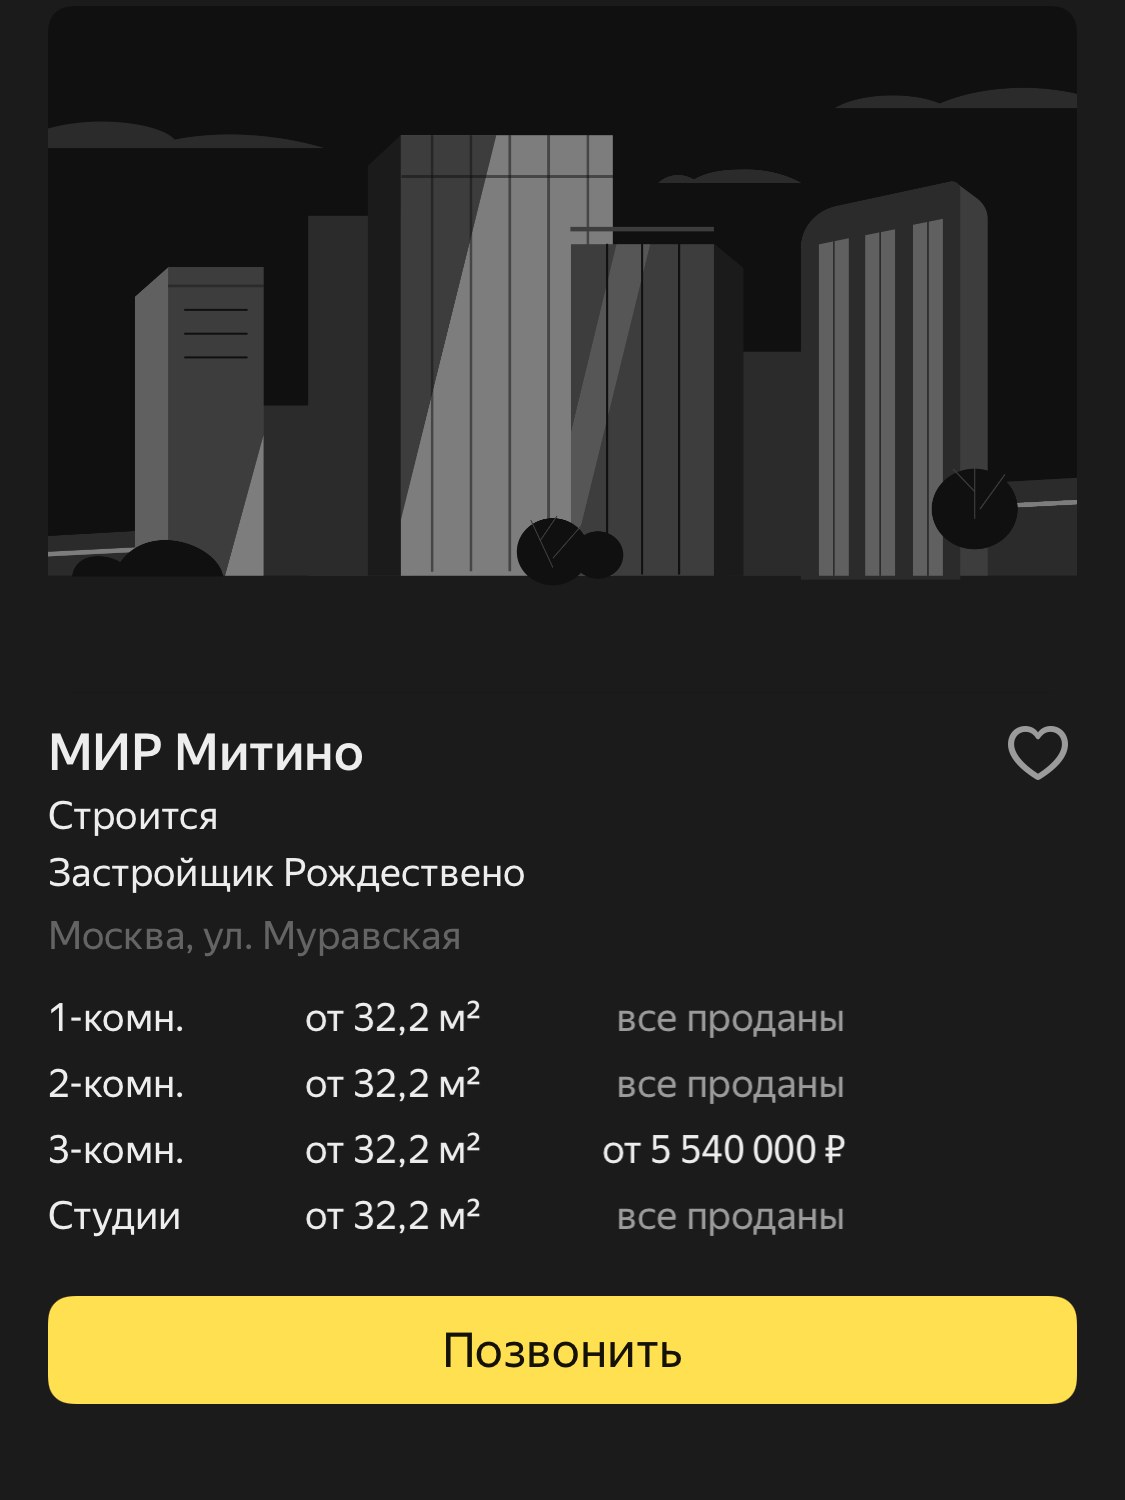 МИР Митино
Строится
Застройщик Рождествено
Москва, ул. Муравская
1-комн. от 32,2 м² все проданы
2-комн. от 32,2 м² все проданы
3-комн. от 32,2 м² от 5 540 000 ₽
Студии от 32,2 м² все проданы
Позвонить